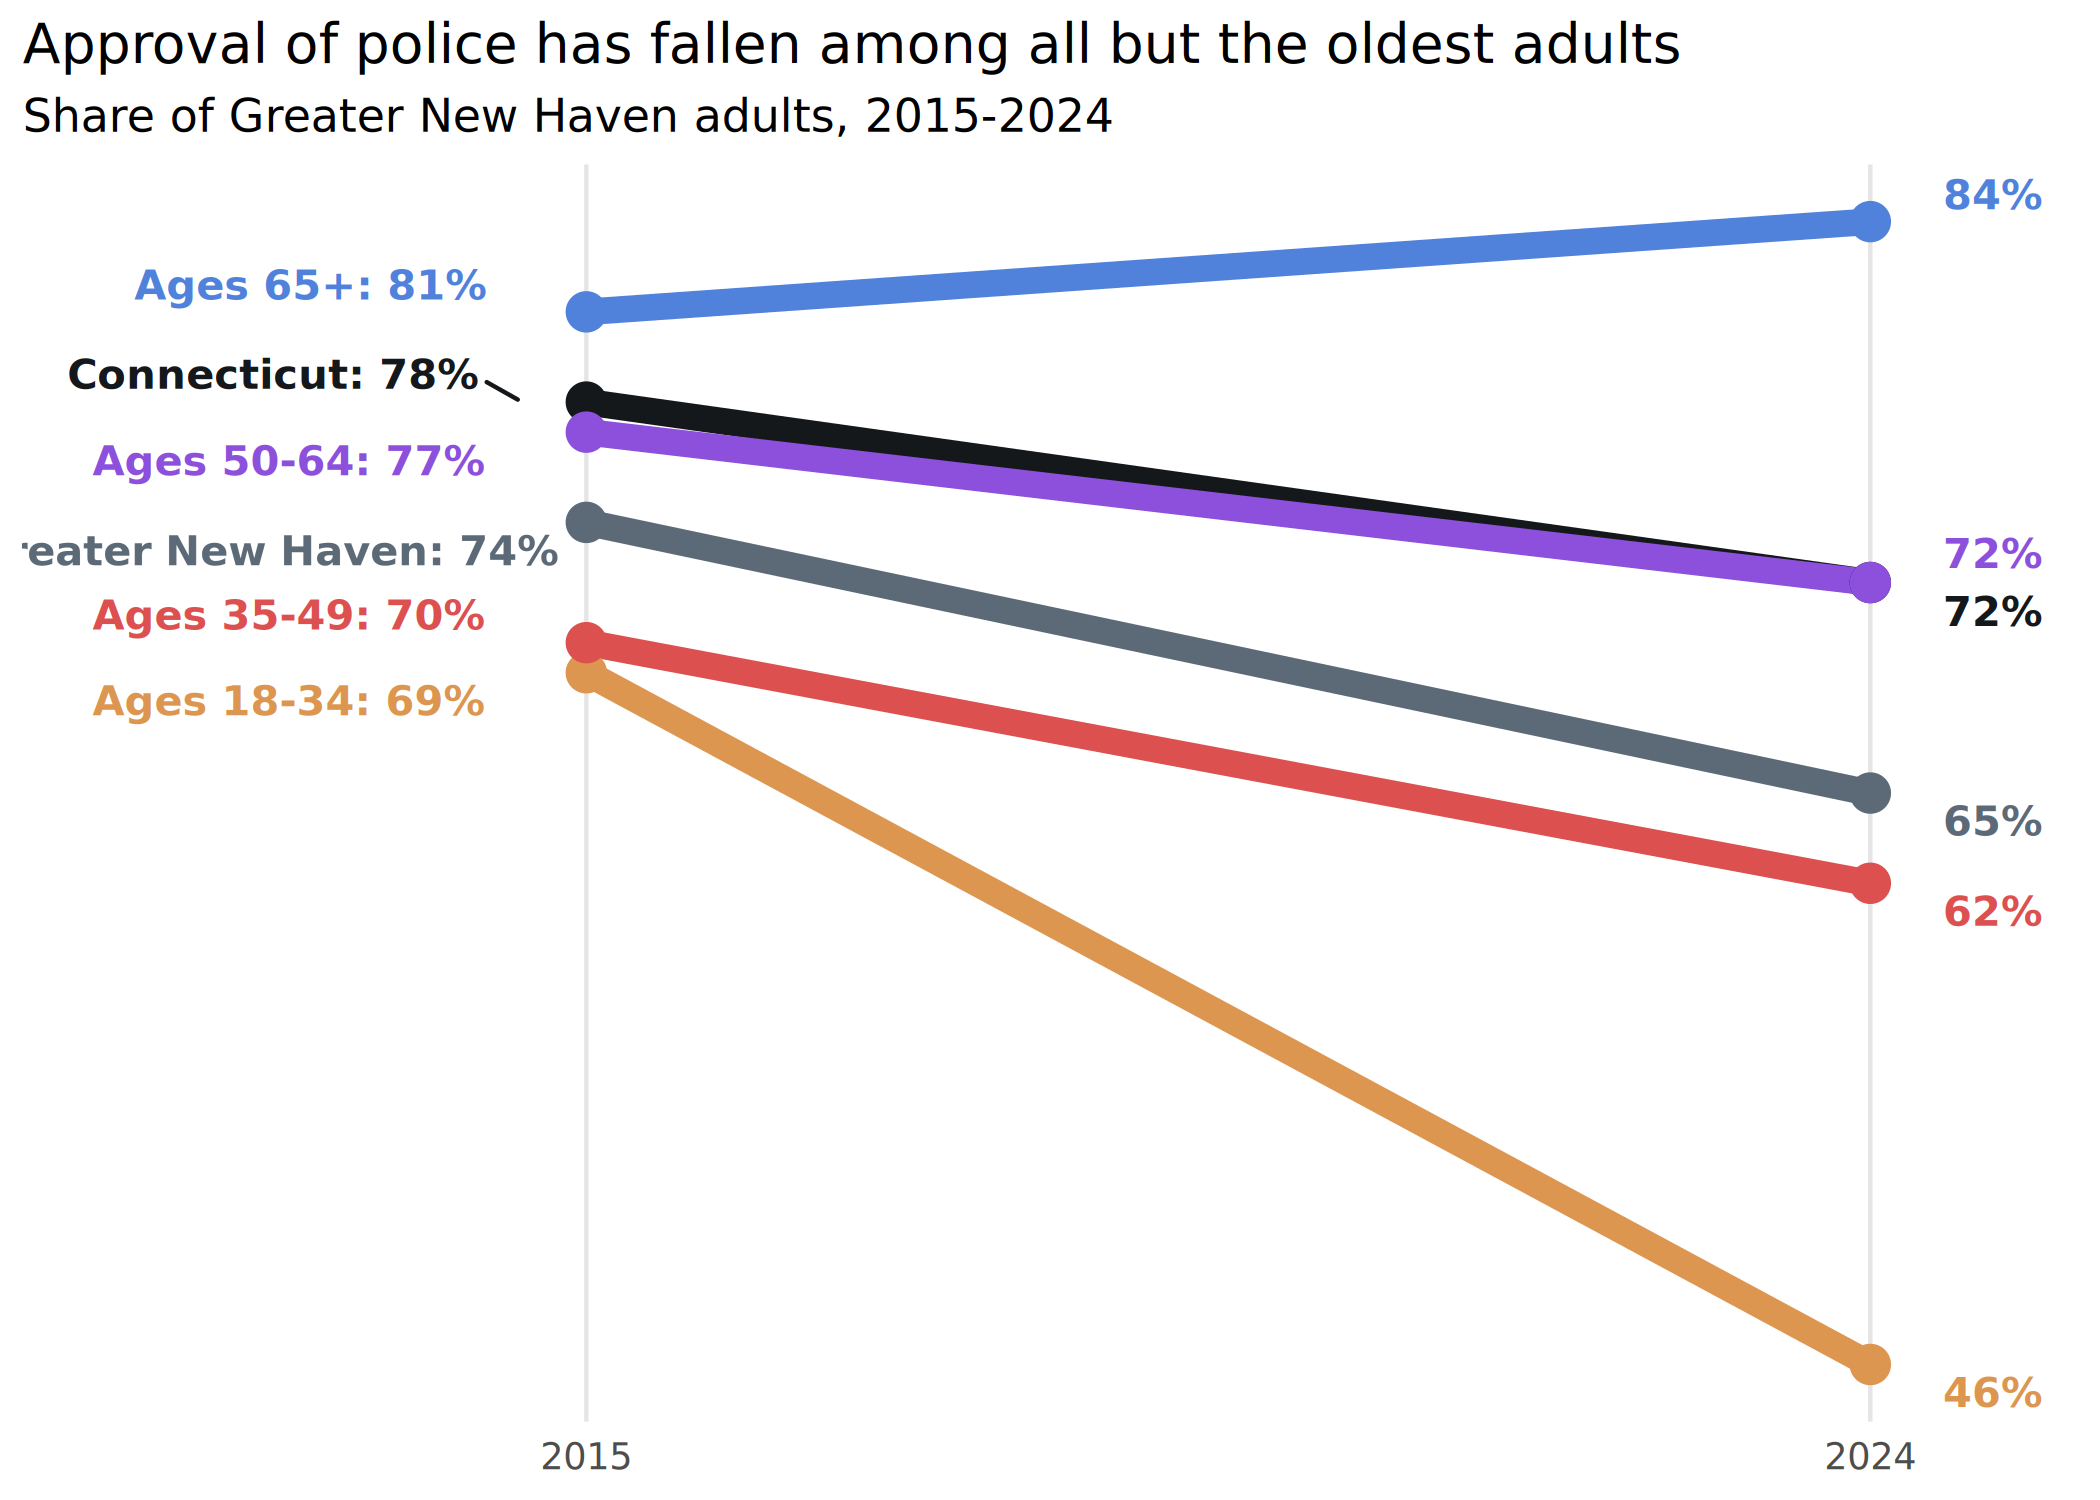 Approval of police has fallen among all but the oldest adults
Share of Greater New Haven adults, 2015-2024
84%
Ages 65+: 81%
Connecticut: 78%
Ages 50-64: 77%
reater New Haven: 74%
72%
Ages 35-49: 70%
72%
Ages 18-34: 69%
65%
62%
46%
2015 2024